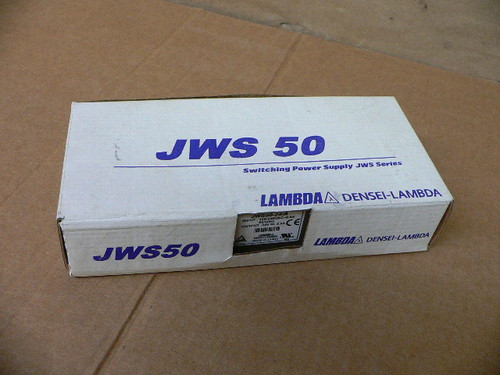 JWS 50
Switching Power Supply JWS Series
LAMBDA DENSEI-LAMBDA
JWS50
LAMBDA DENSEI-LAMBDA